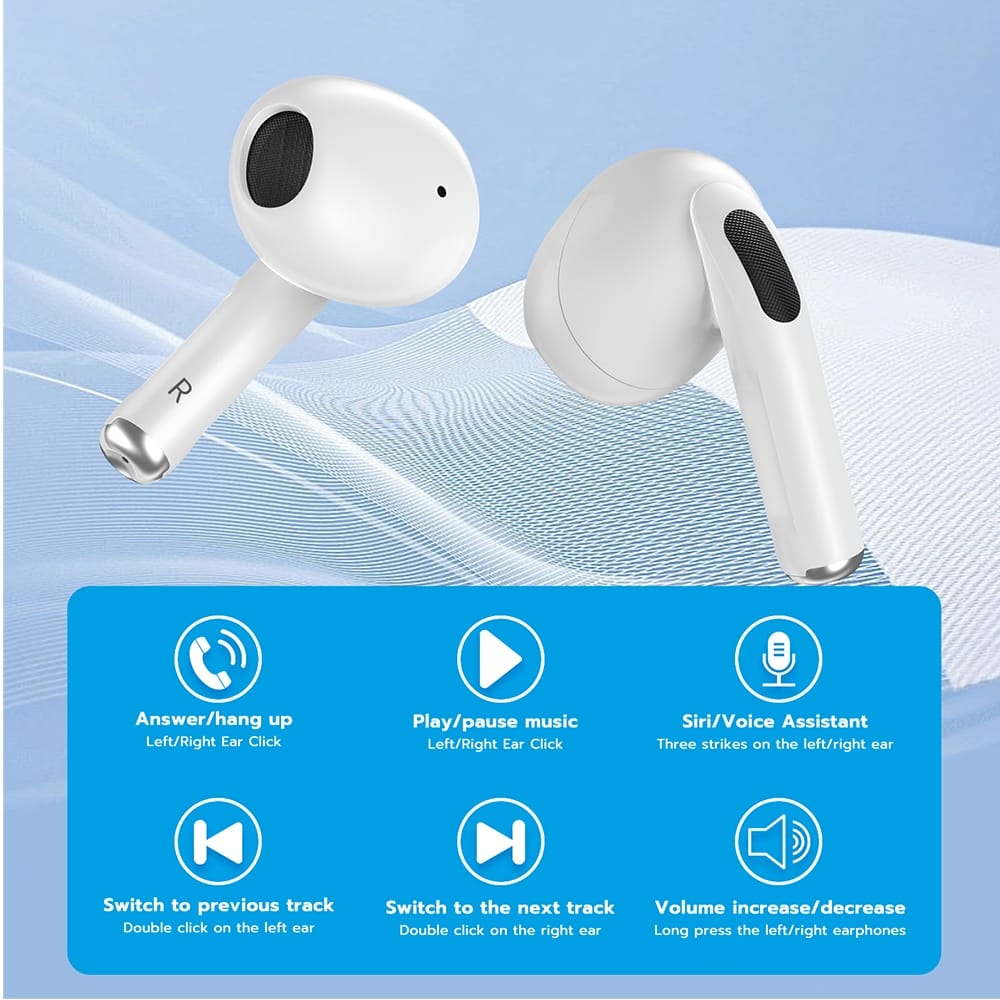 R
Answer/hang up
Left/Right Ear Click
Play/pause music
Left/Right Ear Click
Siri/Voice Assistant
Three strikes on the left/right ear
Switch to previous track
Double click on the left ear
Switch to the next track
Double click on the right ear
Volume increase/decrease
Long press the left/right earphones